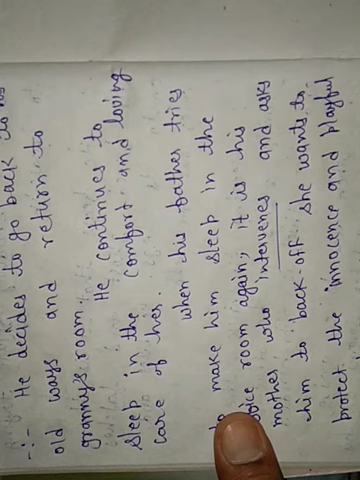 -:- He decides to go back to his
old ways and return to
granny's room. He continues to
sleep in the comfort and loving
care of her.
when his father tries
to make him sleep in the
room again, it is his
mother who intervenes and asks
him to back-off she wants to
protect the innocence and playful